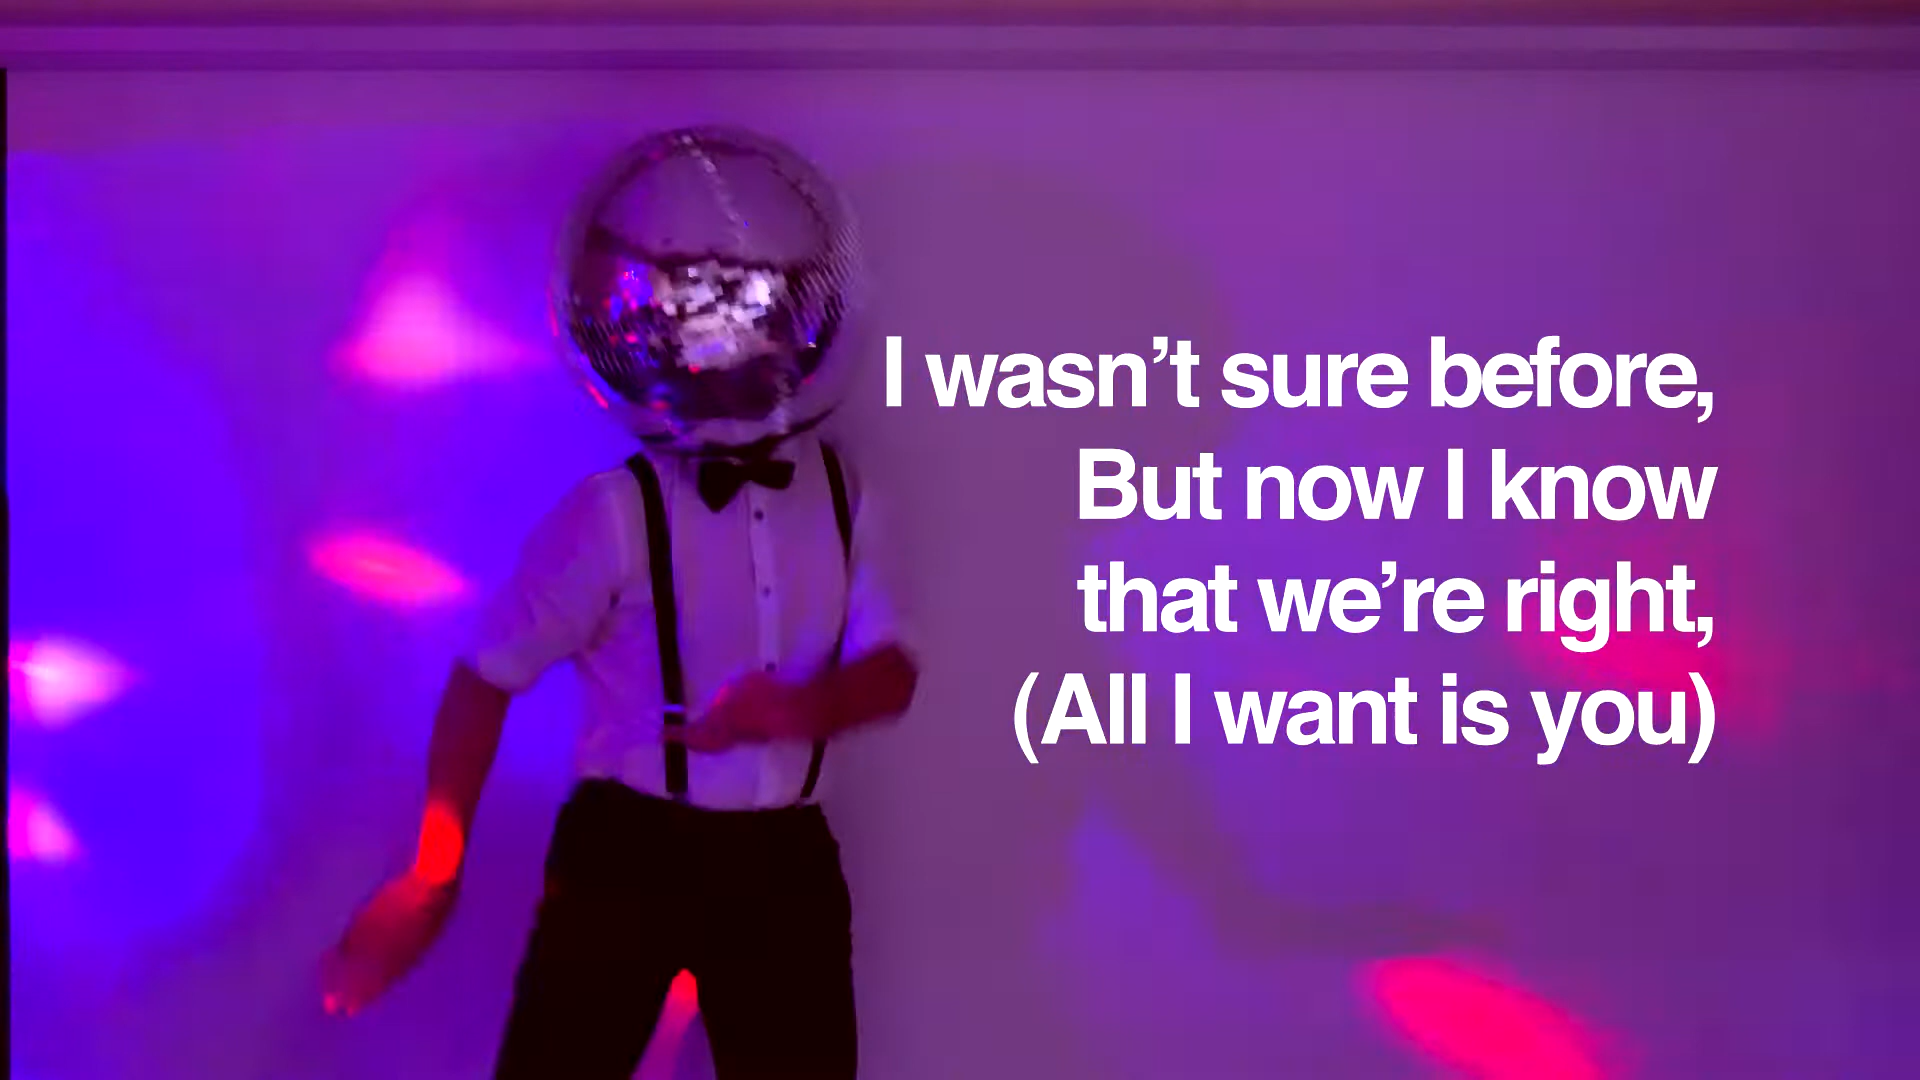 I wasn’t sure before,
But now I know
that we’re right,
(All I want is you)